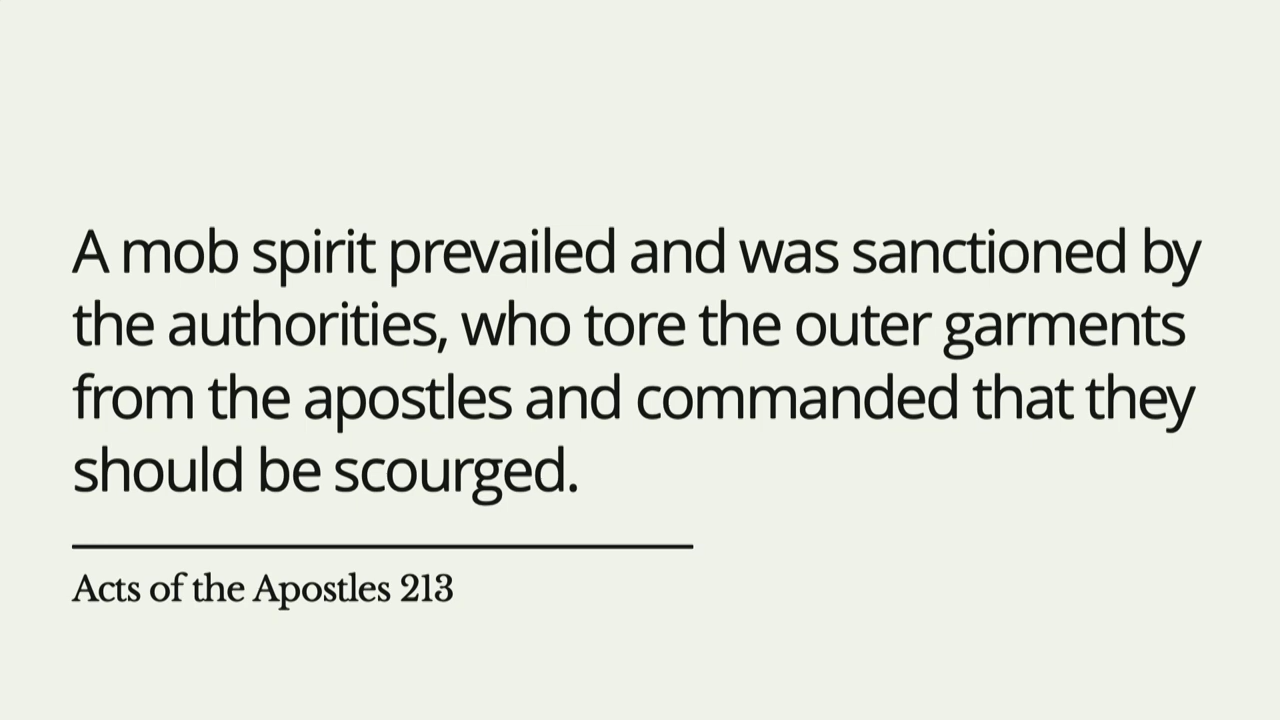 A mob spirit prevailed and was sanctioned by
the authorities, who tore the outer garments
from the apostles and commanded that they
should be scourged.
Acts of the Apostles 213